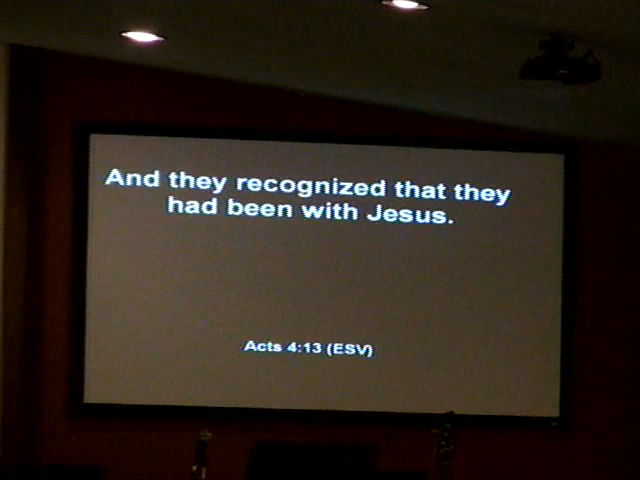 And they recognized that they
had been with Jesus.
Acts 4:13 (ESV)